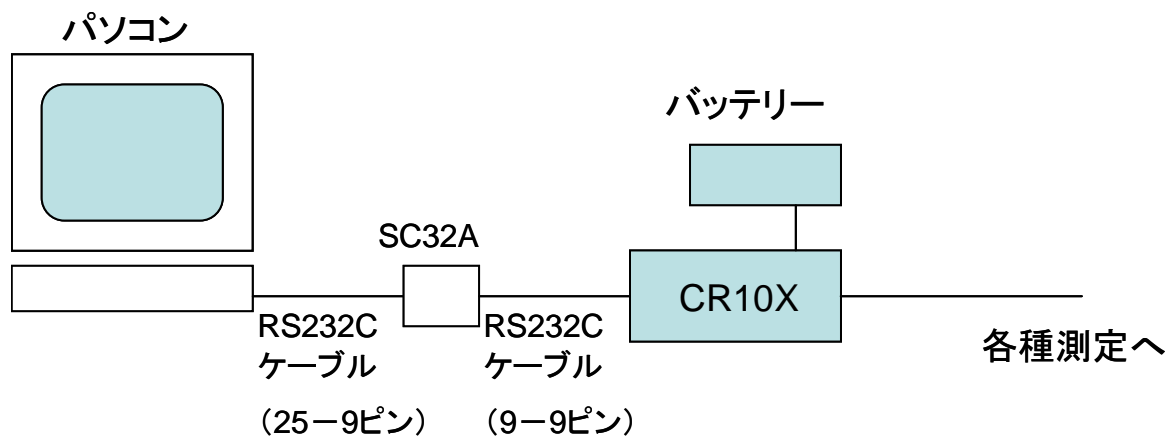 パソコン
バッテリー
SC32A
CR10X
RS232C
ケーブル
（25－9ピン）
RS232C
ケーブル
（9－9ピン）
各種測定へ